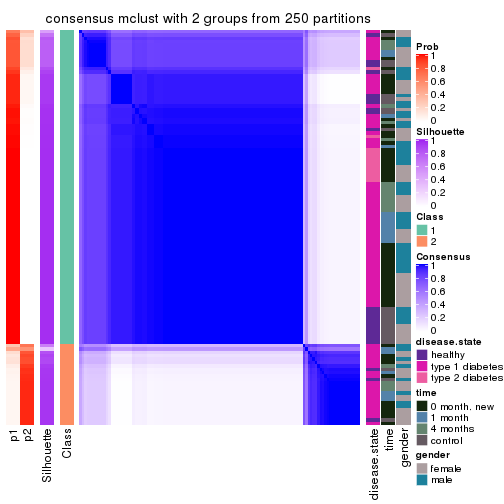 consensus mclust with 2 groups from 250 partitions
Prob
1
0.8
0.6
0.4
0.2
0
Silhouette
1
0.8
0.6
0.4
0.2
0
Class
1
2
Consensus
1
0.8
0.6
0.4
0.2
0
disease.state
healthy
type 1 diabetes
type 2 diabetes
time
0 month. new
1 month
4 months
control
gender
female
male
p1
p2
Silhouette
Class
disease.state
time
gender